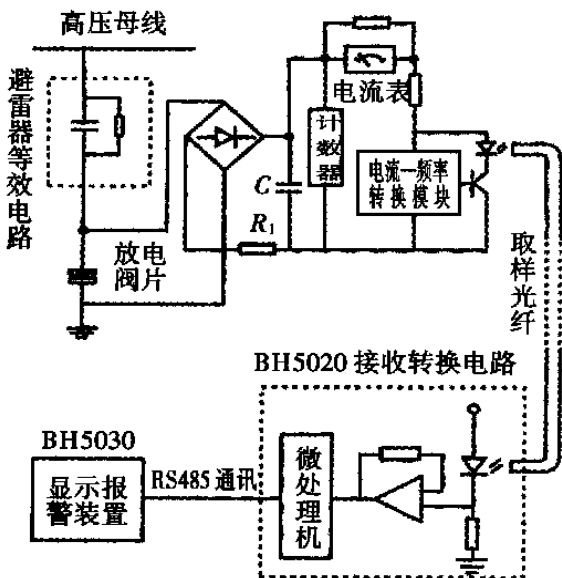 高压母线
避雷器等效电路
放电
阀片
C
R1
计数器
电流表
电流—频率
转换模块
取样光纤
BH5020 接收转换电路
微处理机
BH5030
显示报
警装置
RS485 通讯